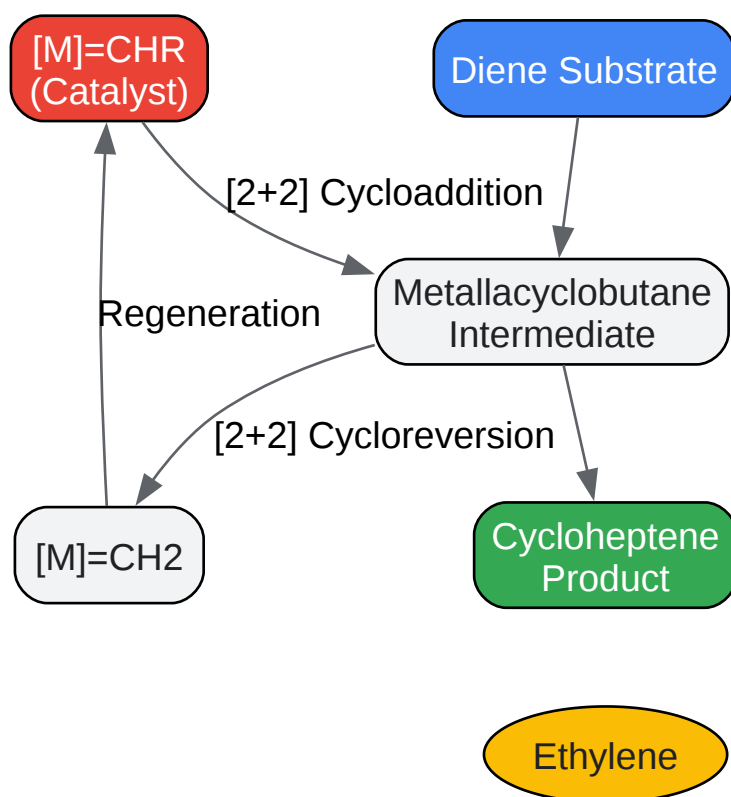 [M]=CHR
(Catalyst)
Diene Substrate
[2+2] Cycloaddition
Metallacyclobutane
Intermediate
Regeneration
[2+2] Cycloreversion
[M]=CH2
Cycloheptene
Product
Ethylene